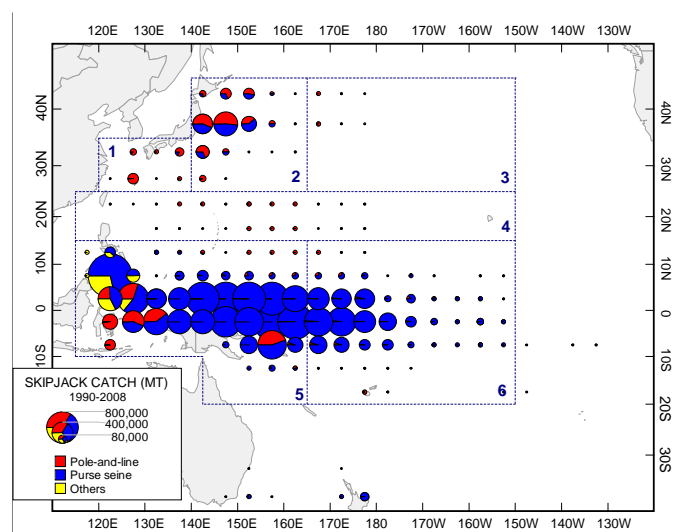 120E 130E 140E 150E 160E 170E 180 170W 160W 150W 140W 130W
40N 40N
1
30N 2 3 30N
20N 4 20N
10N 10N
0 0
10S 10S
5 6
20S
30S
SKIPJACK CATCH (MT)
1990-2008
800,000
400,000
80,000
Pole-and-line
Purse seine
Others
120E 130E 140E 150E 160E 170E 180 170W 160W 150W 140W 130W